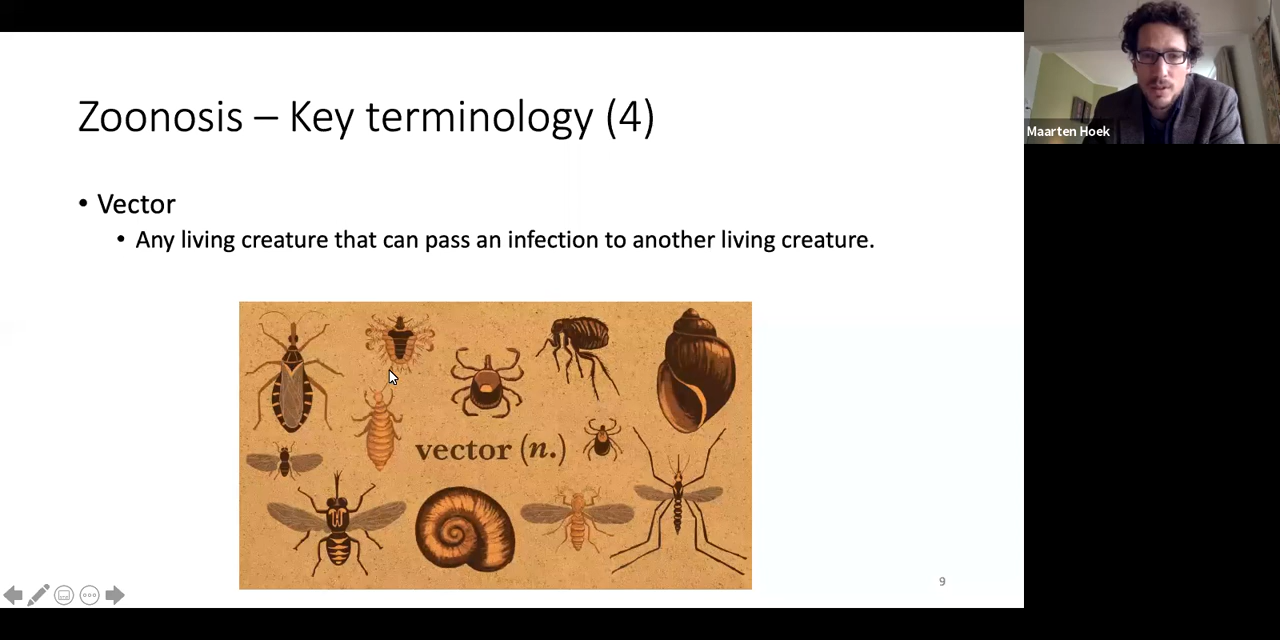 Zoonosis – Key terminology (4)
• Vector
• Any living creature that can pass an infection to another living creature.
vector (n.)
9
Maarten Hoek